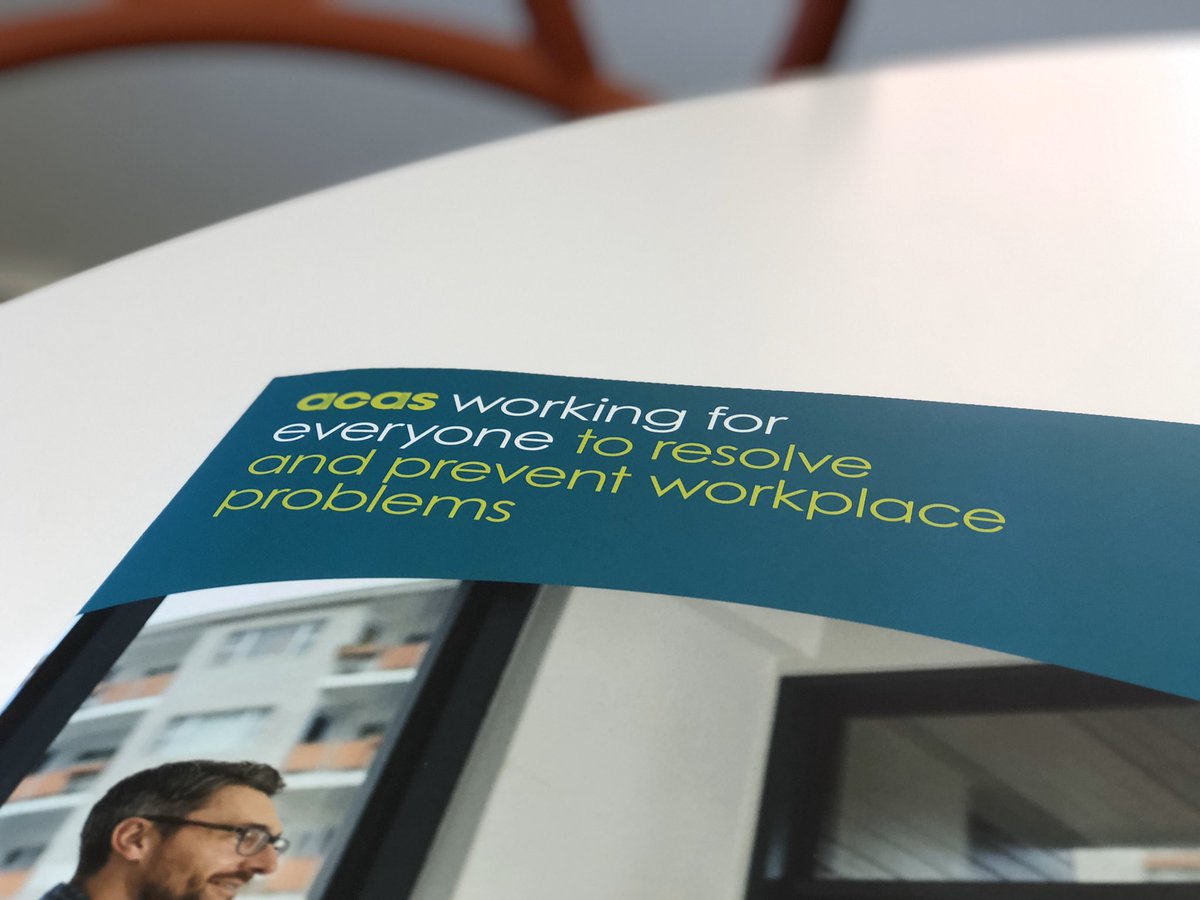 acas working for
everyone to resolve
and prevent workplace
problems